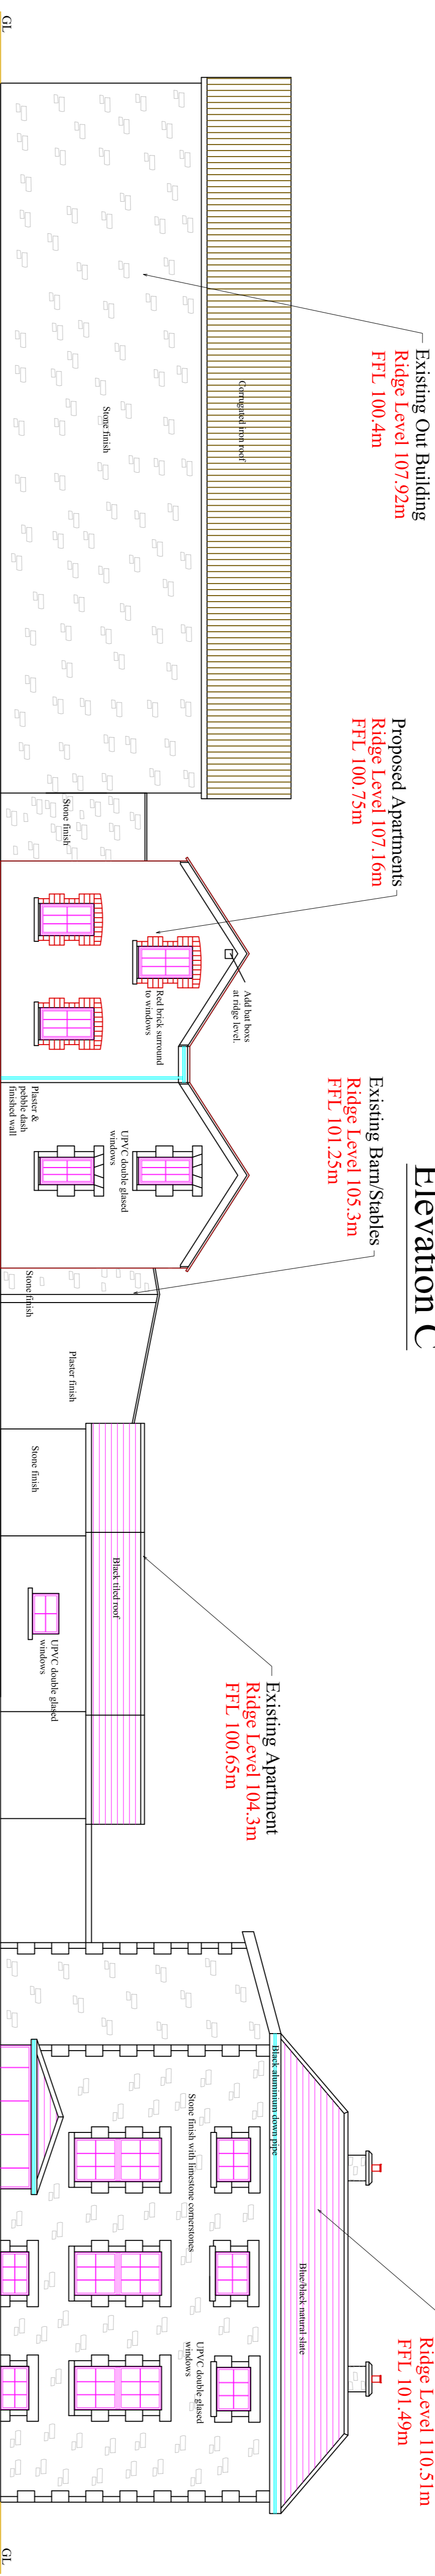 Elevation C
Existing Out Building
Ridge Level 107.92m
FFL 100.4m
Proposed Apartments
Ridge Level 107.16m
FFL 100.75m
Existing Barn/Stables
Ridge Level 105.3m
FFL 101.25m
Existing Apartment
Ridge Level 104.3m
FFL 100.65m
Ridge Level 110.51m
FFL 101.49m
Corrugated iron roof
Stone finish
Stone finish
Add bat boxs
at ridge level.
Red brick surround
to windows
UPVC double glased
windows
Plaster &
pebble dash
finished wall
Stone finish
Plaster finish
Stone finish
Black tiled roof
UPVC double glased
windows
Black aluminium down pipe
Blue/black natural slate
Stone finish with limestone cornerstones
UPVC double glased
windows
GL
GL